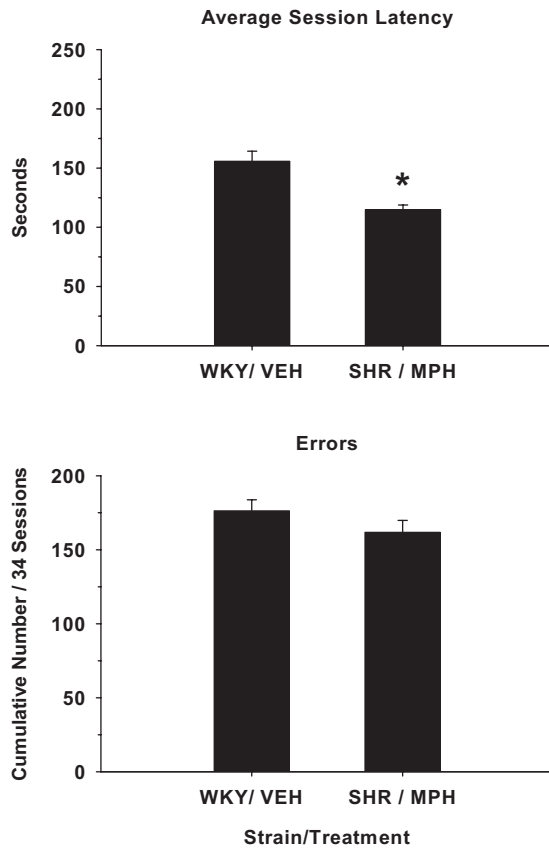 Average Session Latency
250
200
150
100
50
0
Seconds
*
WKY/ VEH SHR / MPH
Errors
200
150
100
50
0
Cumulative Number / 34 Sessions
WKY/ VEH SHR / MPH
Strain/Treatment